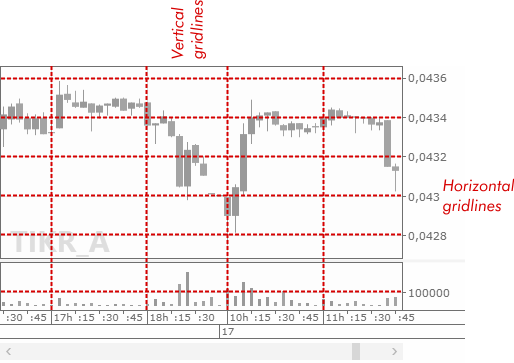 Vertical
gridlines
0,0436
0,0434
0,0432
0,043
0,0428
Horizontal
gridlines
TIKR_A
100000
:30 :45 17h :15 :30 :45 18h :15 :30 10h :15 :30 :45 11h :15 :30 :45
17